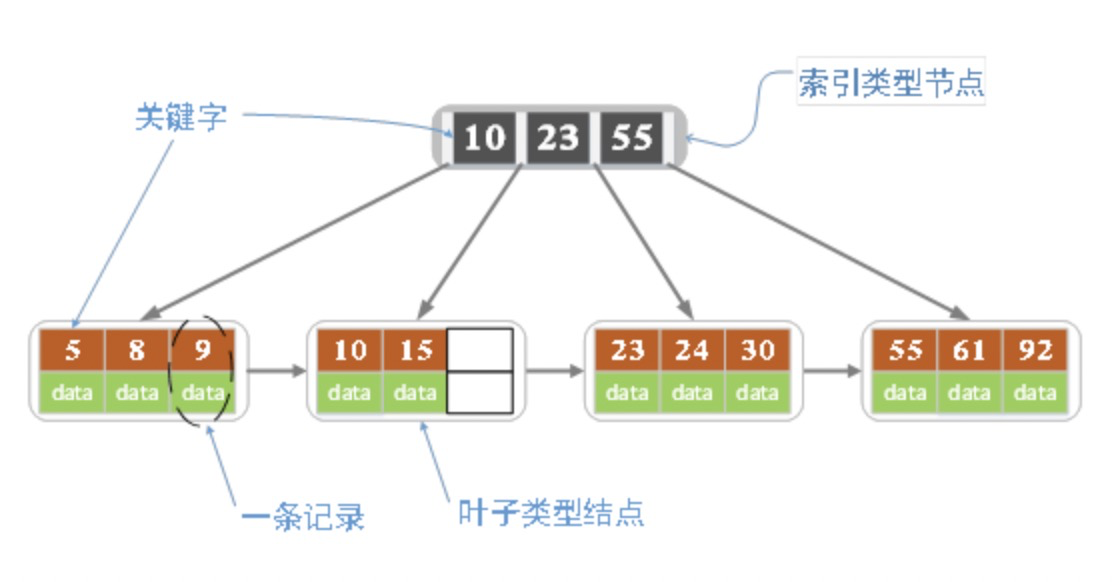 索引类型节点
关键字
10 23 55
5 8 9 10 15 23 24 30 55 61 92
data data data data data data data data data data data
一条记录
叶子类型结点